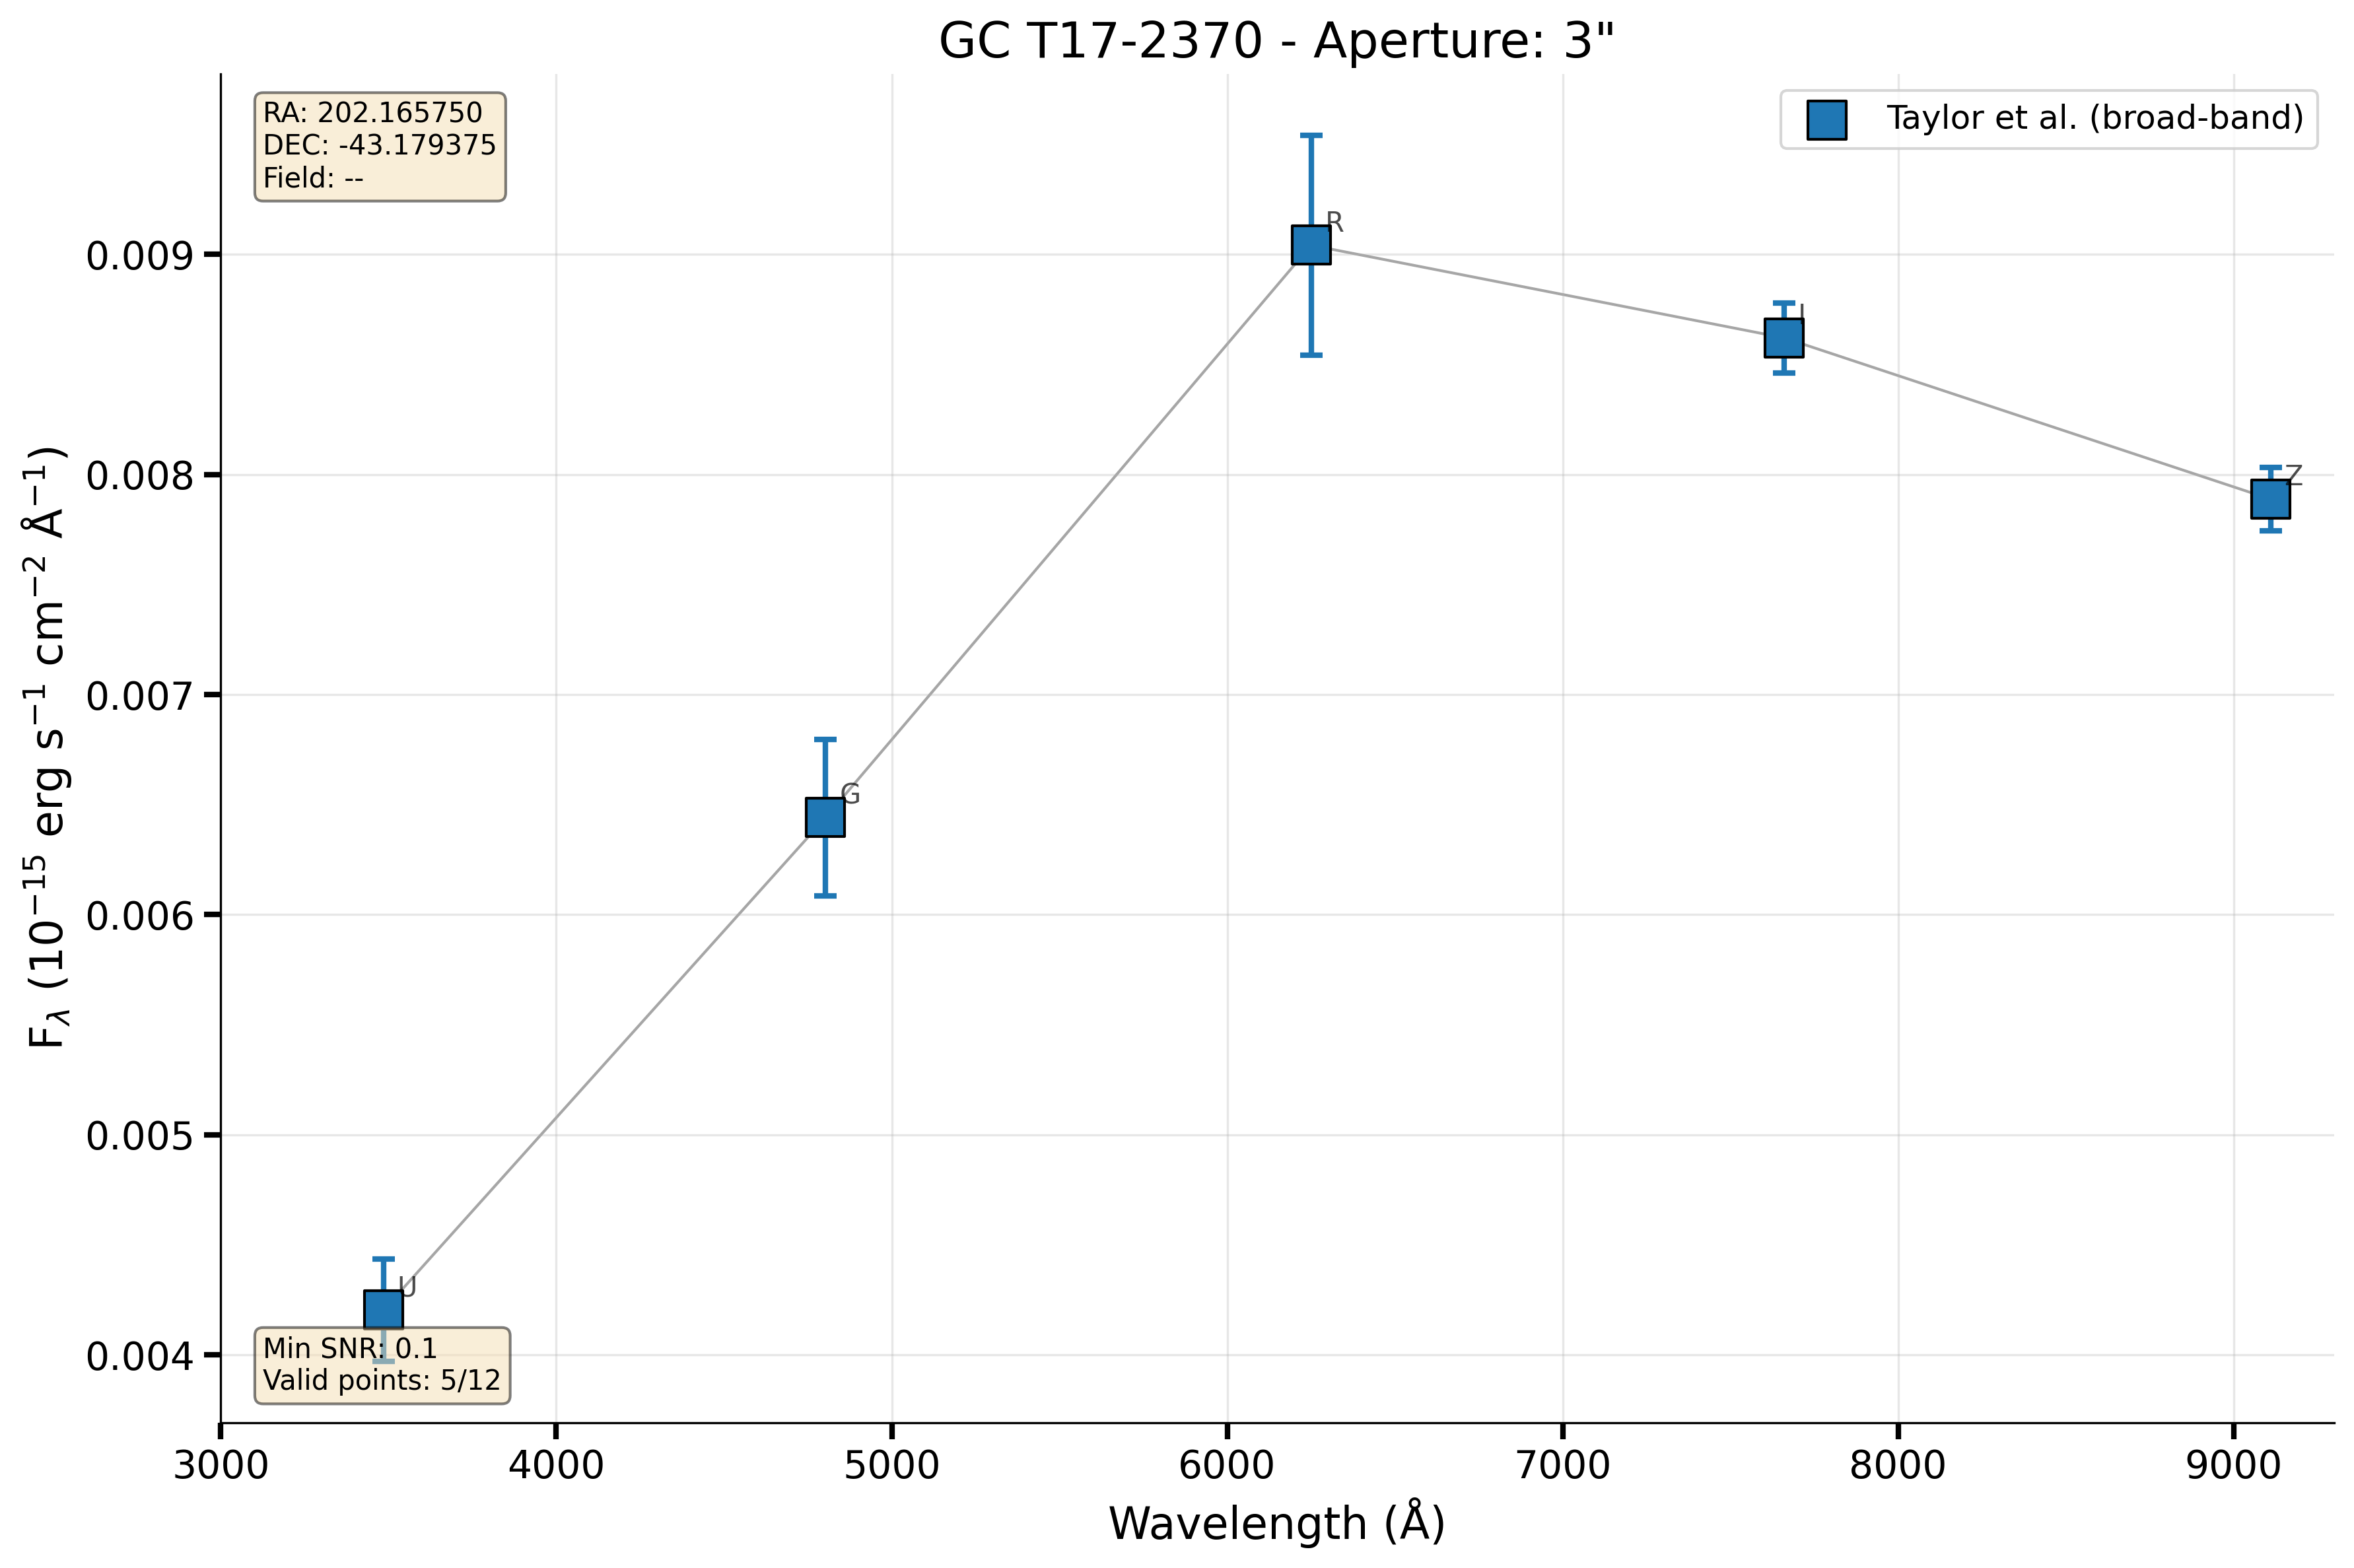 GC T17-2370 - Aperture: 3"
RA: 202.165750
DEC: -43.179375
Field: --
Taylor et al. (broad-band)
R
I
Z
G
U
Min SNR: 0.1
Valid points: 5/12
0.009
0.008
0.007
0.006
0.005
0.004
F_λ (10⁻¹⁵ erg s⁻¹ cm⁻² Å⁻¹)
3000 4000 5000 6000 7000 8000 9000
Wavelength (Å)